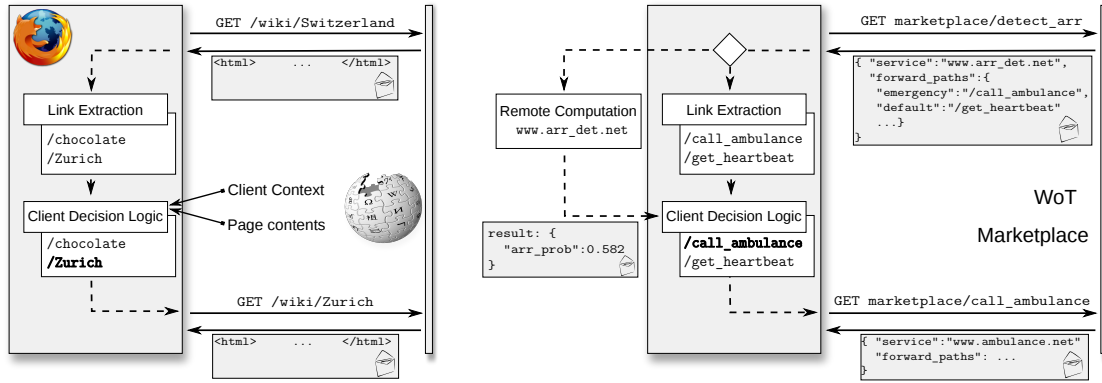 GET /wiki/Switzerland
<html> ... </html>
Link Extraction
/chocolate
/Zurich
Client Context
Page contents
Client Decision Logic
/chocolate
/Zurich
GET /wiki/Zurich
<html> ... </html>
GET marketplace/detect_arr
{ "service":"www.arr_det.net",
"forward_paths":{
"emergency":"/call_ambulance",
"default":"/get_heartbeat"
...}
}
Remote Computation
www.arr_det.net
Link Extraction
/call_ambulance
/get_heartbeat
result: {
"arr_prob":0.582
}
Client Decision Logic
/call_ambulance
/get_heartbeat
WoT
Marketplace
GET marketplace/call_ambulance
{ "service":"www.ambulance.net"
"forward_paths": ...
}